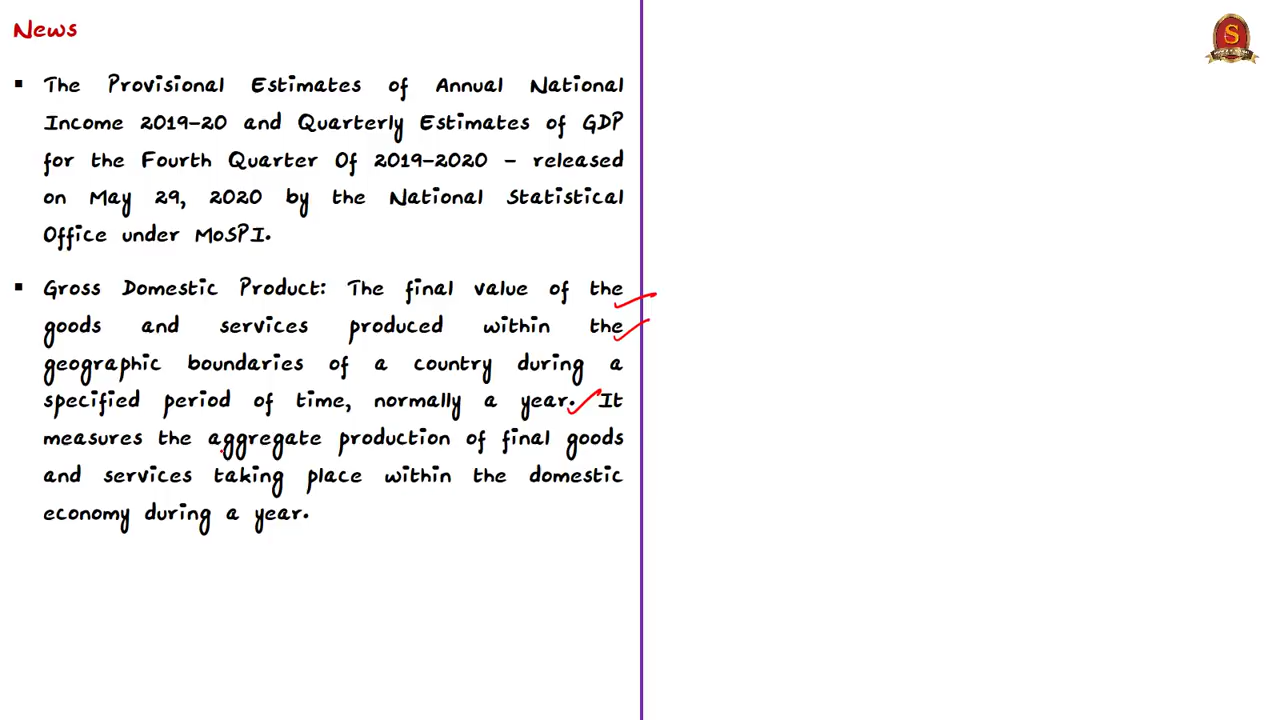 News
▪ The Provisional Estimates of Annual National
Income 2019-20 and Quarterly Estimates of GDP
for the Fourth Quarter Of 2019-2020 - released
on May 29, 2020 by the National Statistical
Office under MoSPI.
▪ Gross Domestic Product: The final value of the
goods and services produced within the
geographic boundaries of a country during a
specified period of time, normally a year. It
measures the aggregate production of final goods
and services taking place within the domestic
economy during a year.
S